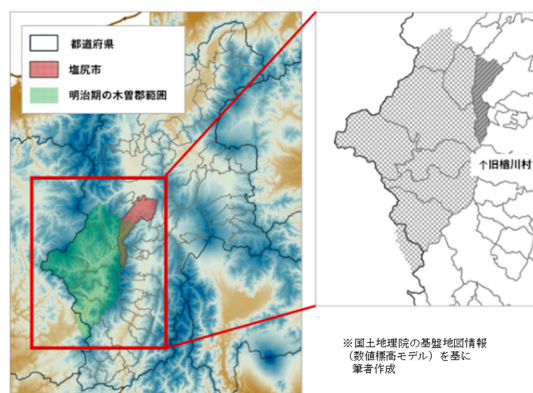 都道府県
塩尻市
明治期の木曽郡範囲
↑旧楢川村
※国土地理院の基盤地図情報
（数値標高モデル）を基に
筆者作成